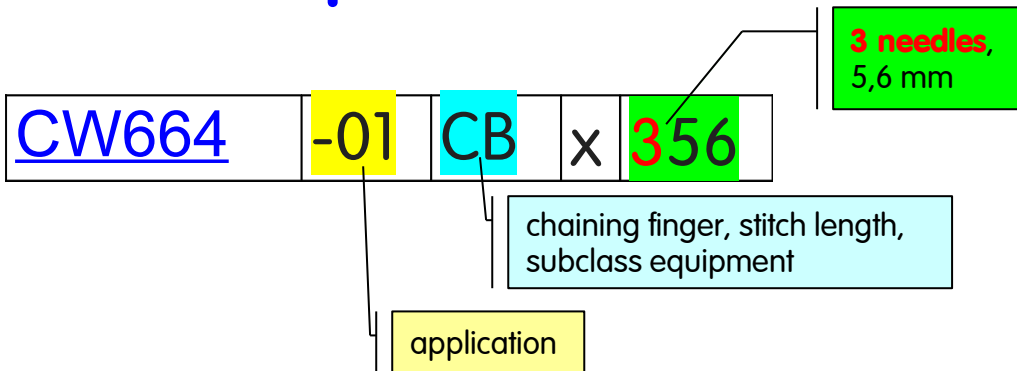 3 needles,
5,6 mm
CW664 -01 CB x 356
chaining finger, stitch length,
subclass equipment
application